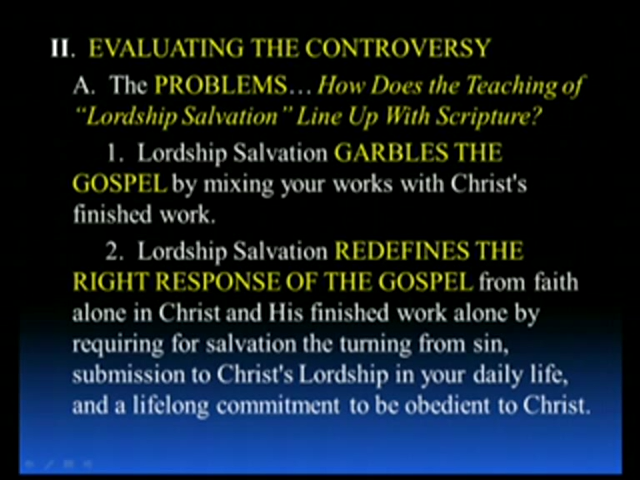 II. EVALUATING THE CONTROVERSY
A. The PROBLEMS… How Does the Teaching of
“Lordship Salvation” Line Up With Scripture?
1. Lordship Salvation GARBLES THE
GOSPEL by mixing your works with Christ's
finished work.
2. Lordship Salvation REDEFINES THE
RIGHT RESPONSE OF THE GOSPEL from faith
alone in Christ and His finished work alone by
requiring for salvation the turning from sin,
submission to Christ's Lordship in your daily life,
and a lifelong commitment to be obedient to Christ.